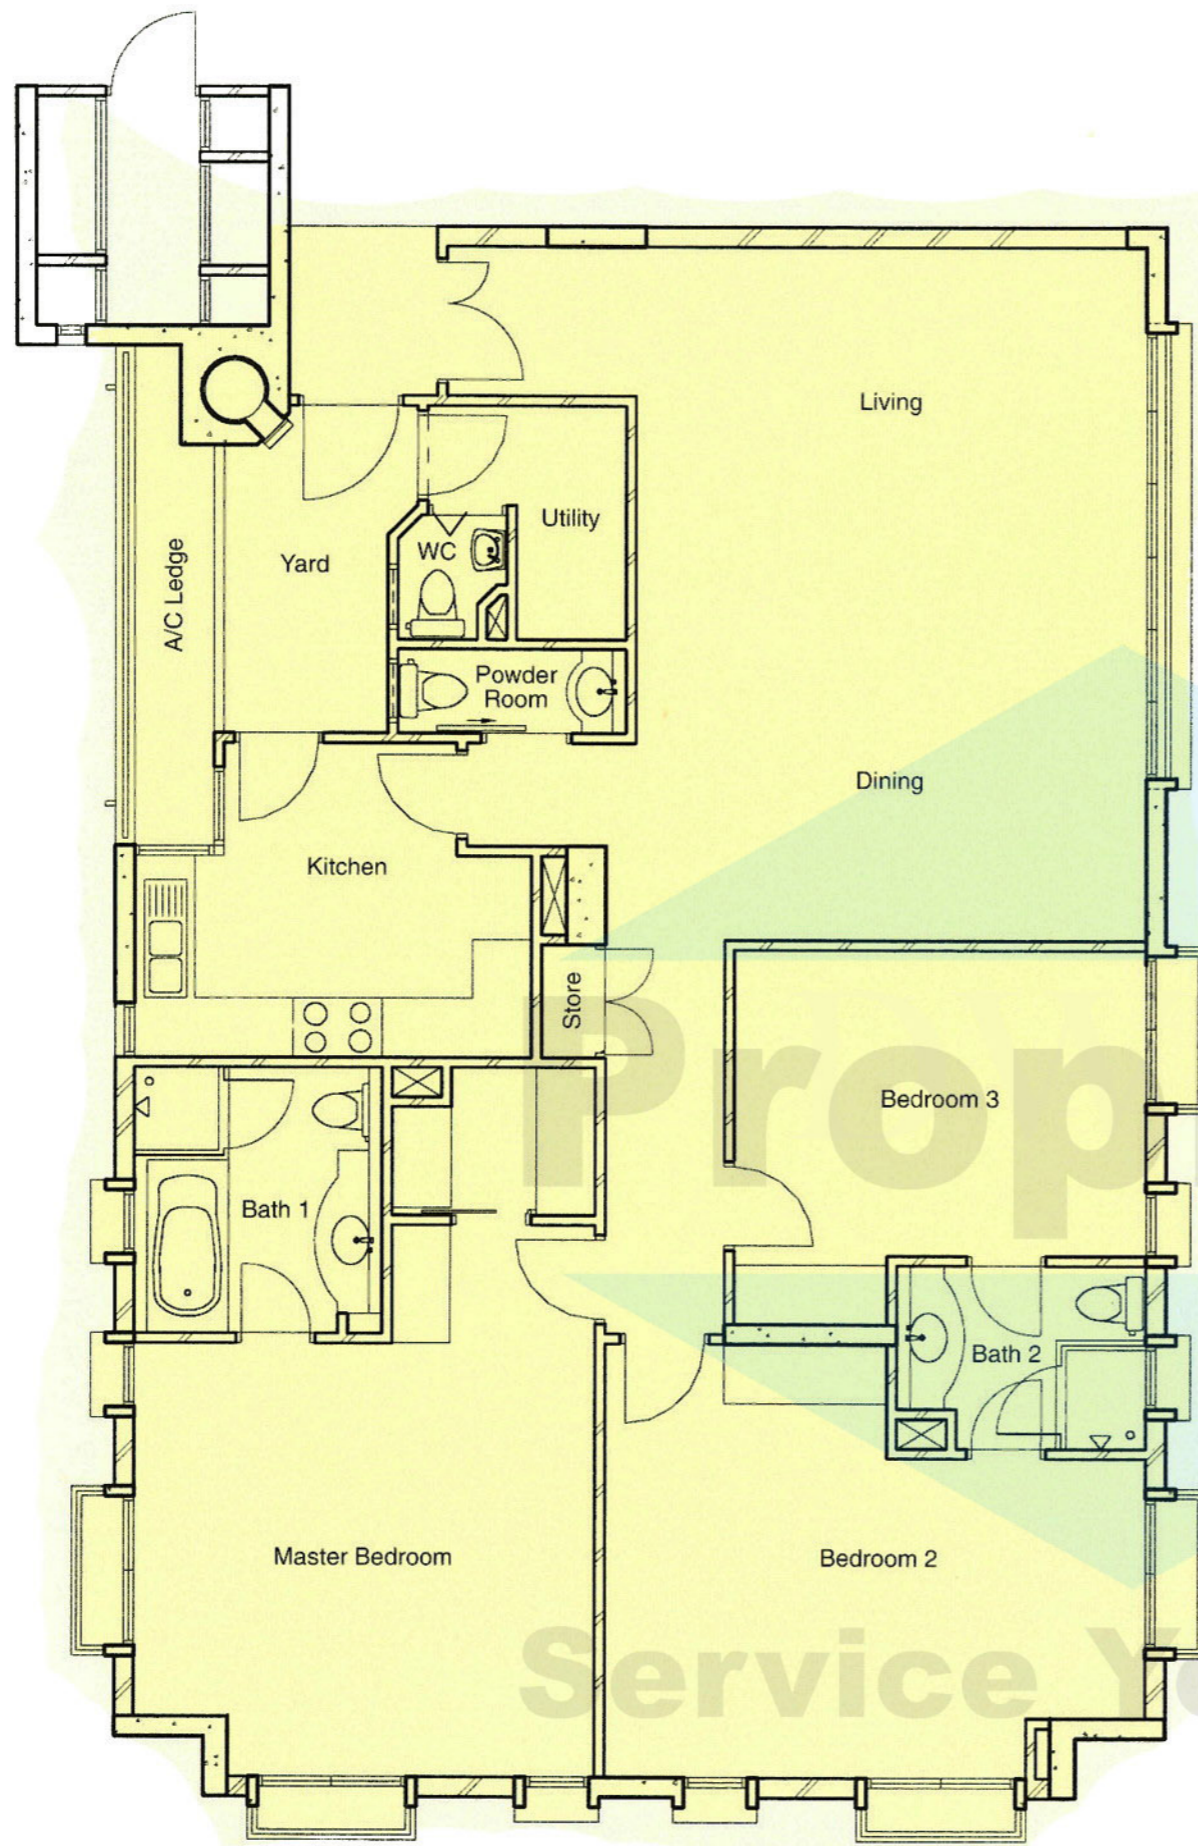 Living
Utility
WC
Yard
A/C Ledge
Powder
Room
Dining
Kitchen
Store
Prop
Bedroom 3
Bath 1
Bath 2
Master Bedroom
Bedroom 2
Service